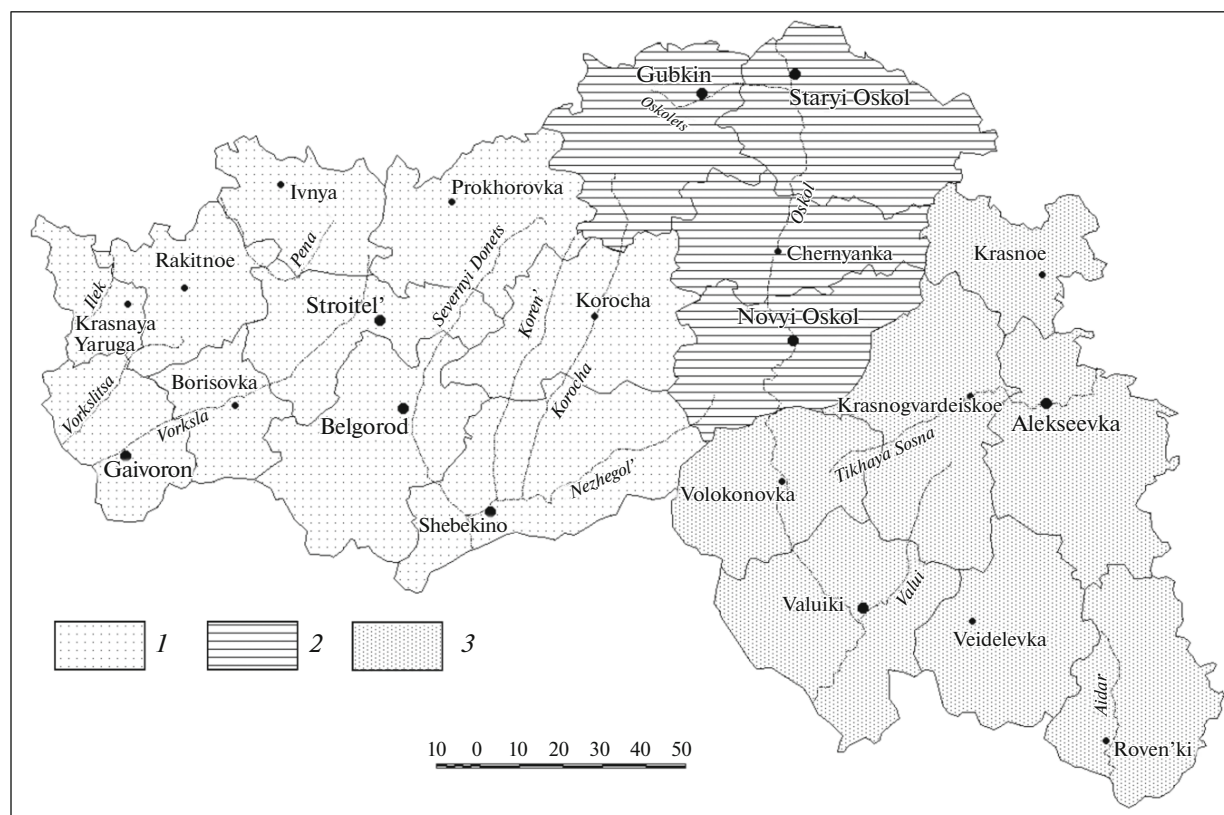 Gubkin
Staryi Oskol
Oskolets
Ivnya
Prokhorovka
Oskol
Pena
Severnyi Donets
Chernyanka
Krasnoe
Rakitnoe
Ilek
Stroitel’
Koren’
Korocha
Novyi Oskol
Krasnaya
Yaruga
Vorkslitsa
Borisovka
Korocha
Krasnogvardeiskoe
Alekseevka
Vorksla
Belgorod
Tikhaya Sosna
Gaivoron
Nezhegol’
Volokonovka
Shebekino
Valuiki
Valui
Veidelevka
1
2
3
Aidar
Roven’ki
10 0 10 20 30 40 50